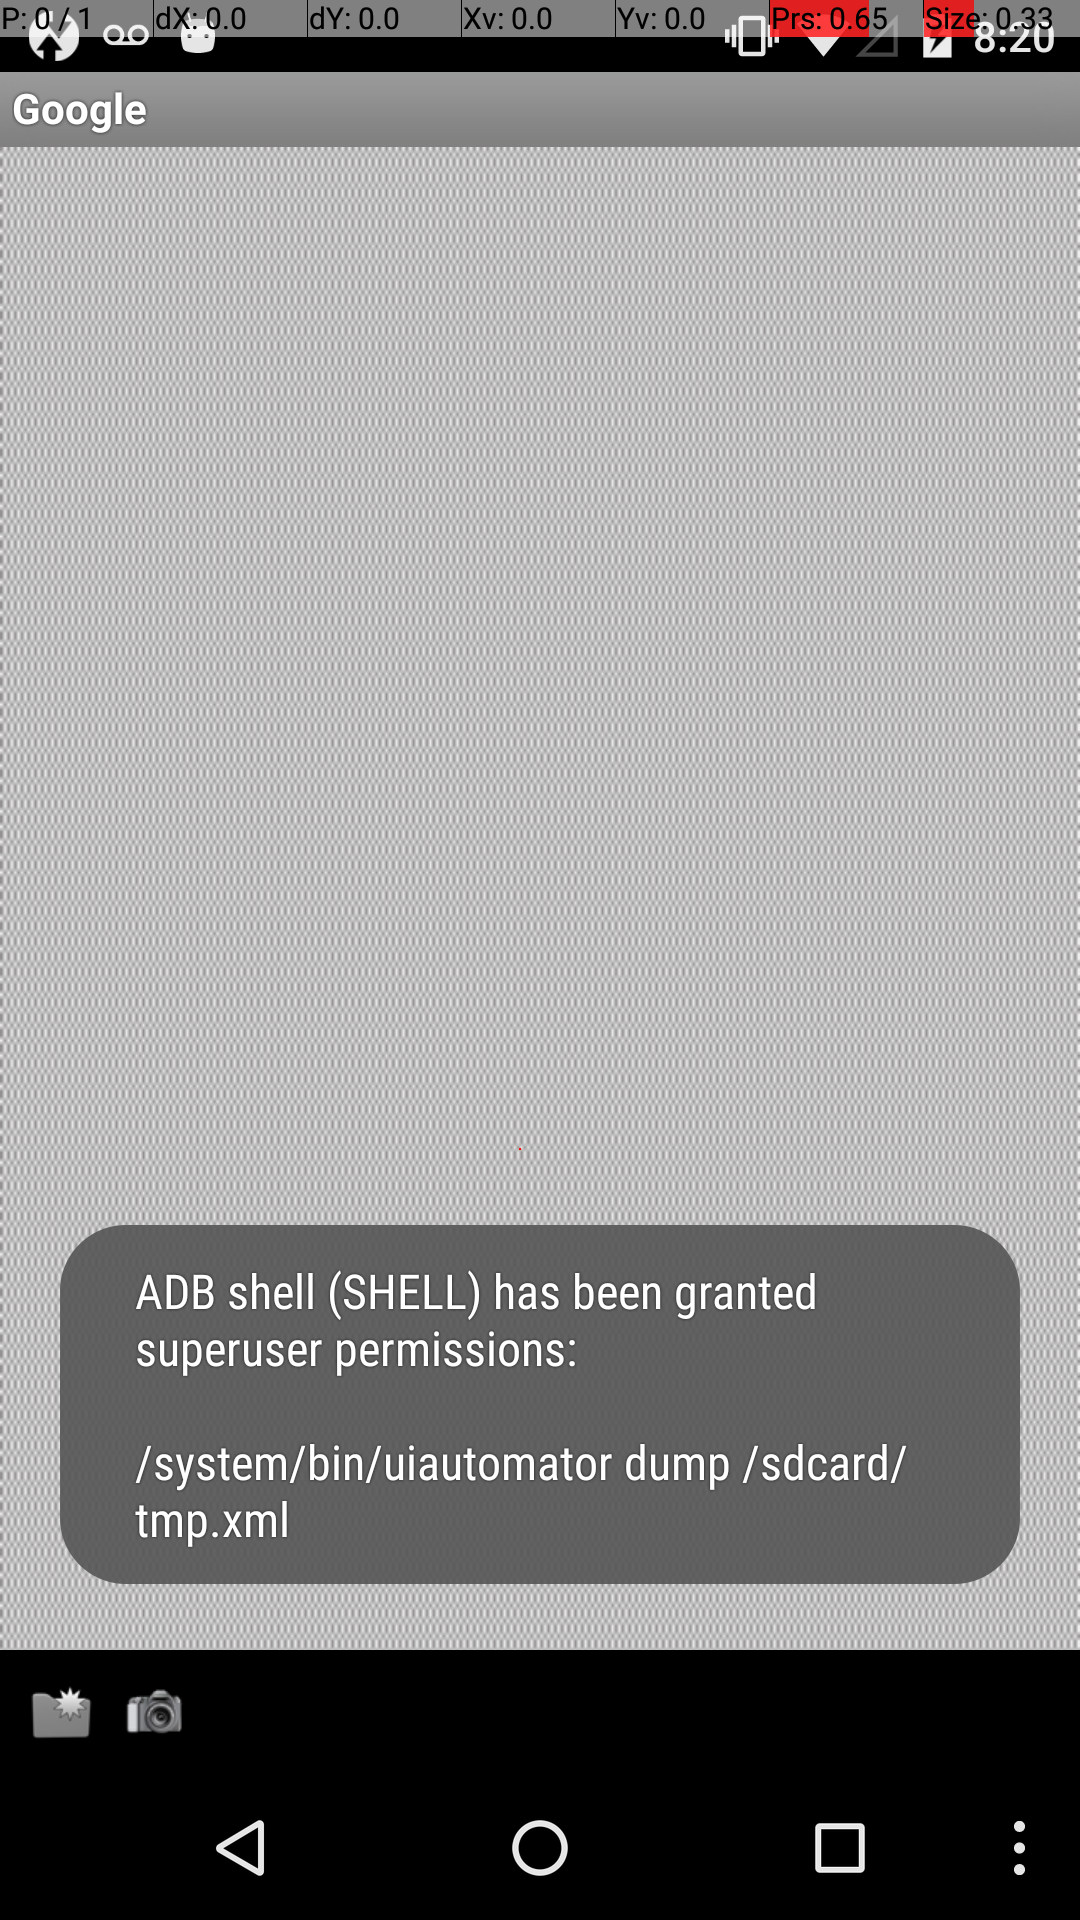 P: 0 / 1 dX: 0.0 dY: 0.0 Xv: 0.0 Yv: 0.0 Prs: 0.65 Size: 0.33
8:20
Google
ADB shell (SHELL) has been granted
superuser permissions:
/system/bin/uiautomator dump /sdcard/
tmp.xml